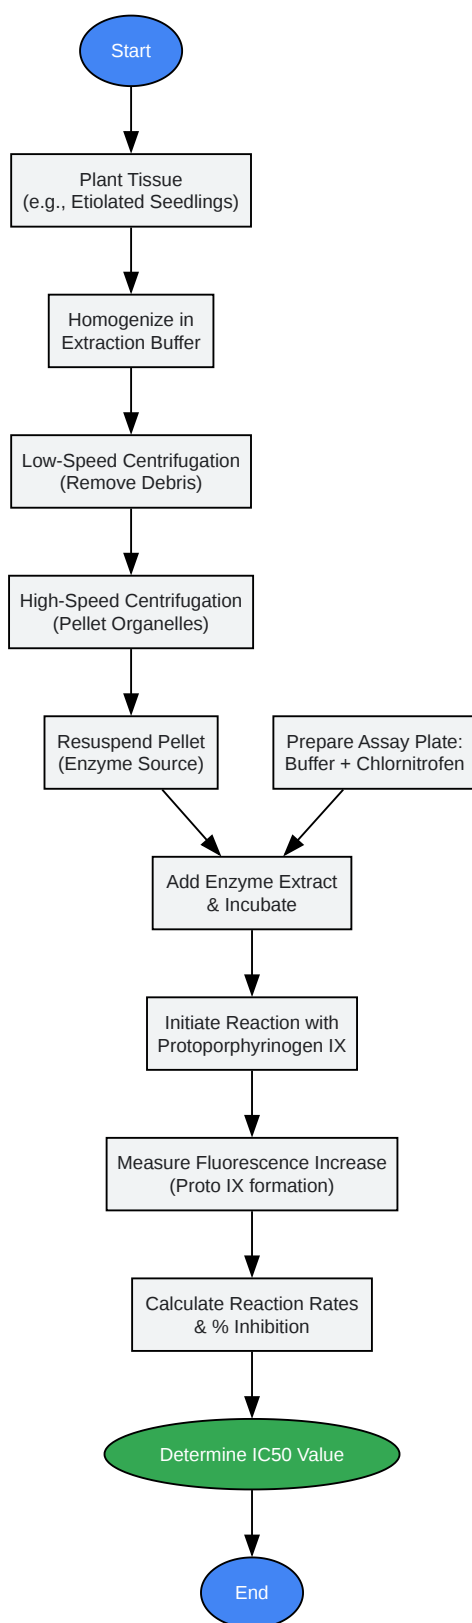 Start
Plant Tissue
(e.g., Etiolated Seedlings)
Homogenize in
Extraction Buffer
Low-Speed Centrifugation
(Remove Debris)
High-Speed Centrifugation
(Pellet Organelles)
Resuspend Pellet
(Enzyme Source)
Prepare Assay Plate:
Buffer + Chlornitrofen
Add Enzyme Extract
& Incubate
Initiate Reaction with
Protoporphyrinogen IX
Measure Fluorescence Increase
(Proto IX formation)
Calculate Reaction Rates
& % Inhibition
Determine IC50 Value
End